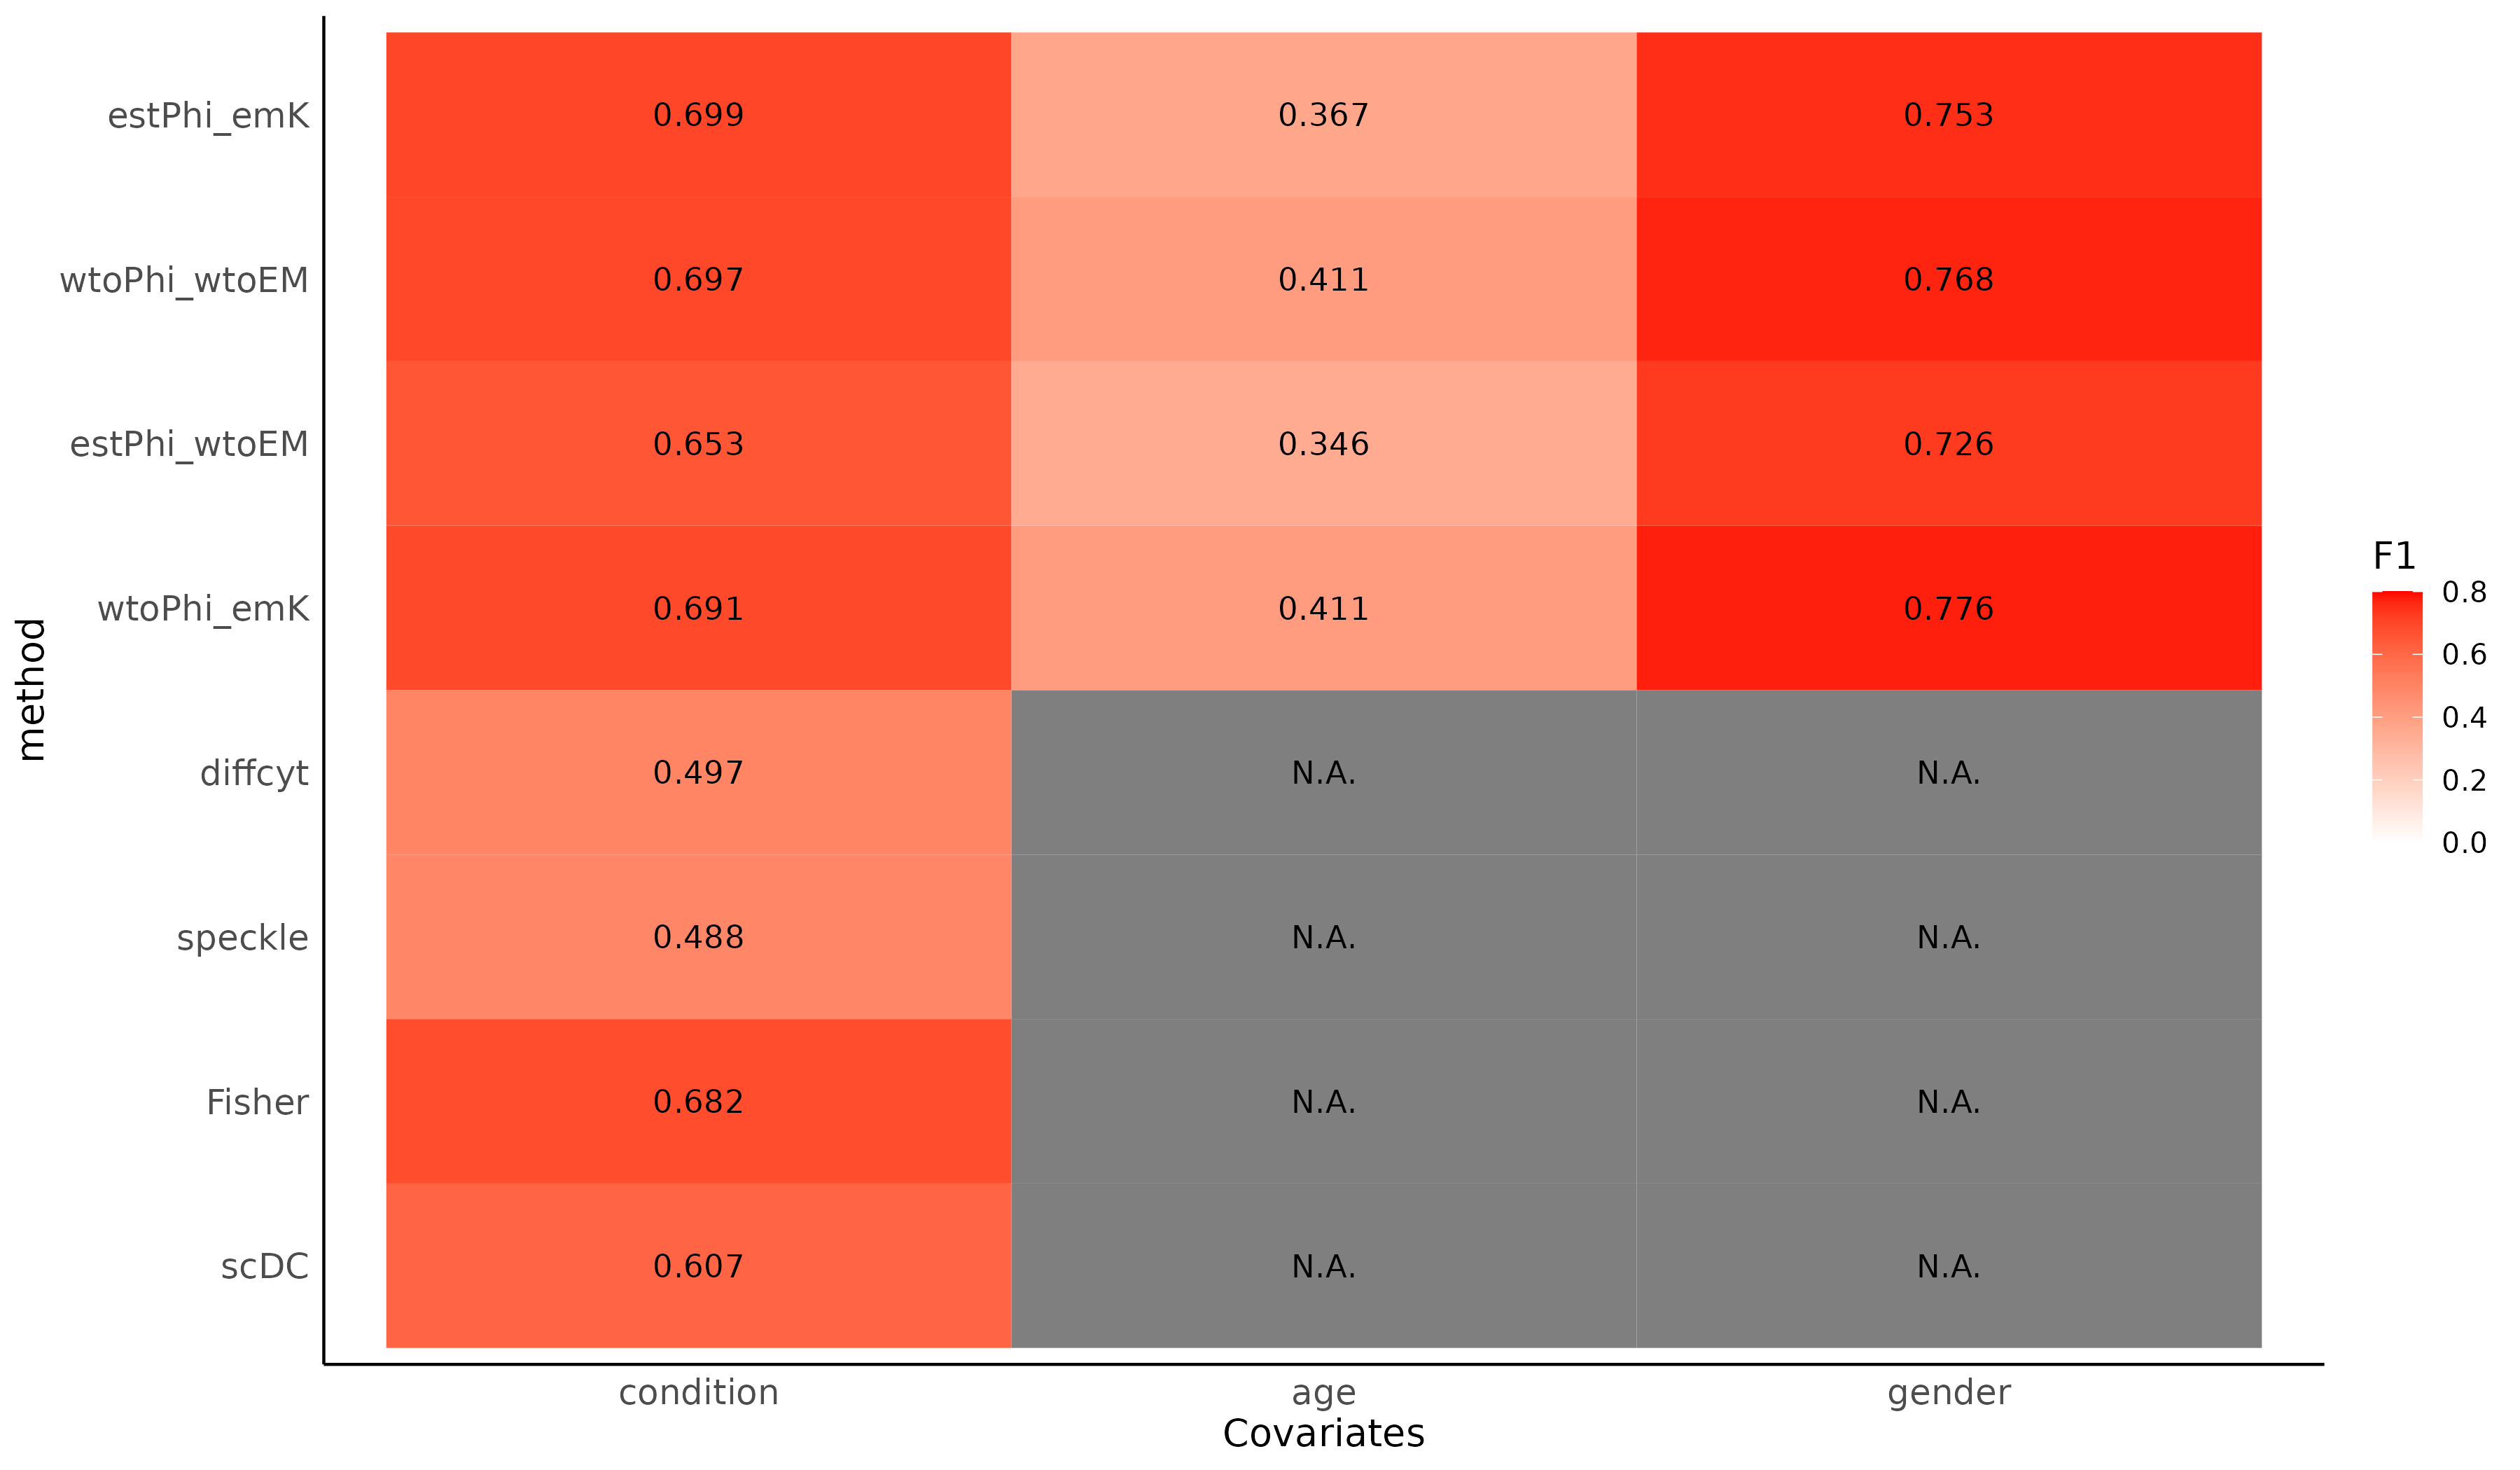 method
estPhi_emK 0.699 0.367 0.753
wtoPhi_wtoEM 0.697 0.411 0.768
estPhi_wtoEM 0.653 0.346 0.726
wtoPhi_emK 0.691 0.411 0.776
diffcyt 0.497 N.A. N.A.
speckle 0.488 N.A. N.A.
Fisher 0.682 N.A. N.A.
scDC 0.607 N.A. N.A.
condition age gender
Covariates
F1
0.8
0.6
0.4
0.2
0.0